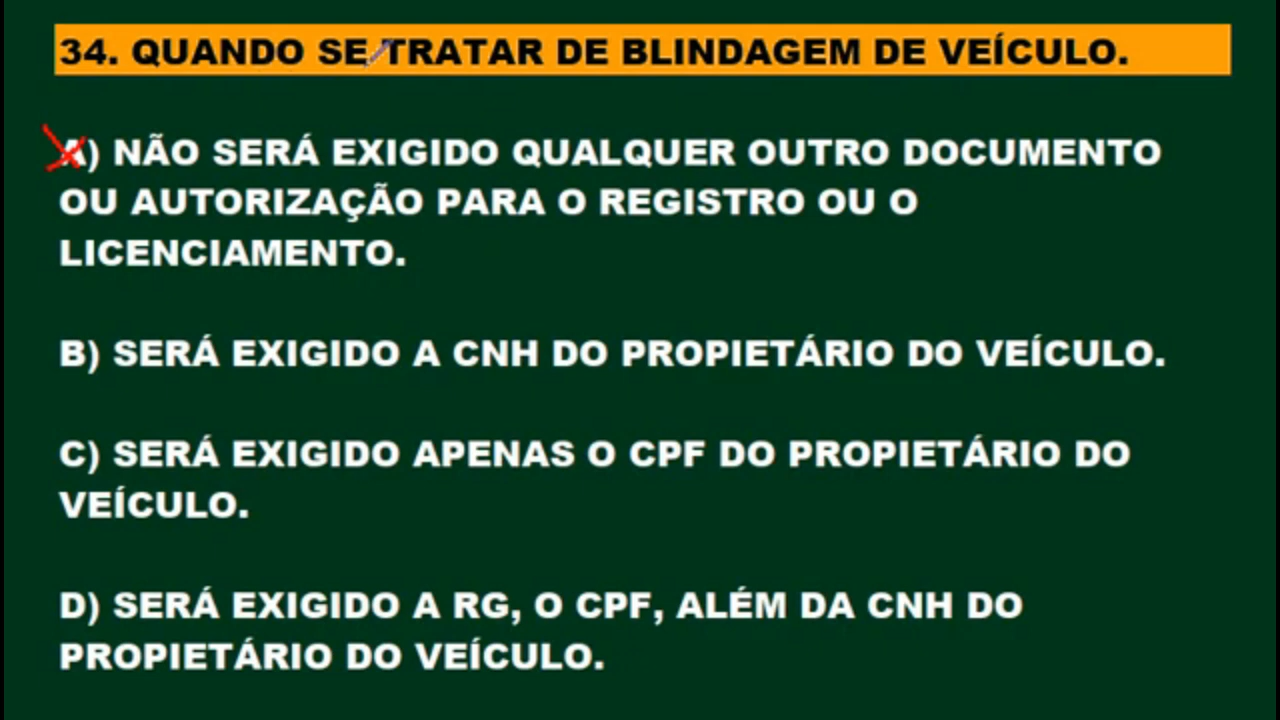 34. QUANDO SE TRATAR DE BLINDAGEM DE VEÍCULO.
A) NÃO SERÁ EXIGIDO QUALQUER OUTRO DOCUMENTO
OU AUTORIZAÇÃO PARA O REGISTRO OU O
LICENCIAMENTO.
B) SERÁ EXIGIDO A CNH DO PROPIETÁRIO DO VEÍCULO.
C) SERÁ EXIGIDO APENAS O CPF DO PROPIETÁRIO DO
VEÍCULO.
D) SERÁ EXIGIDO A RG, O CPF, ALÉM DA CNH DO
PROPIETÁRIO DO VEÍCULO.